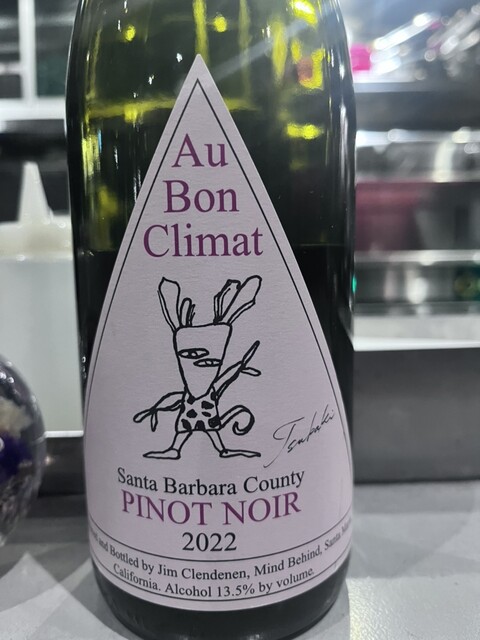 Au
Bon
Climat
Tsubaki
Santa Barbara County
PINOT NOIR
2022
and Bottled by Jim Clendenen, Mind Behind, Santa
California. Alcohol 13.5% by volume.